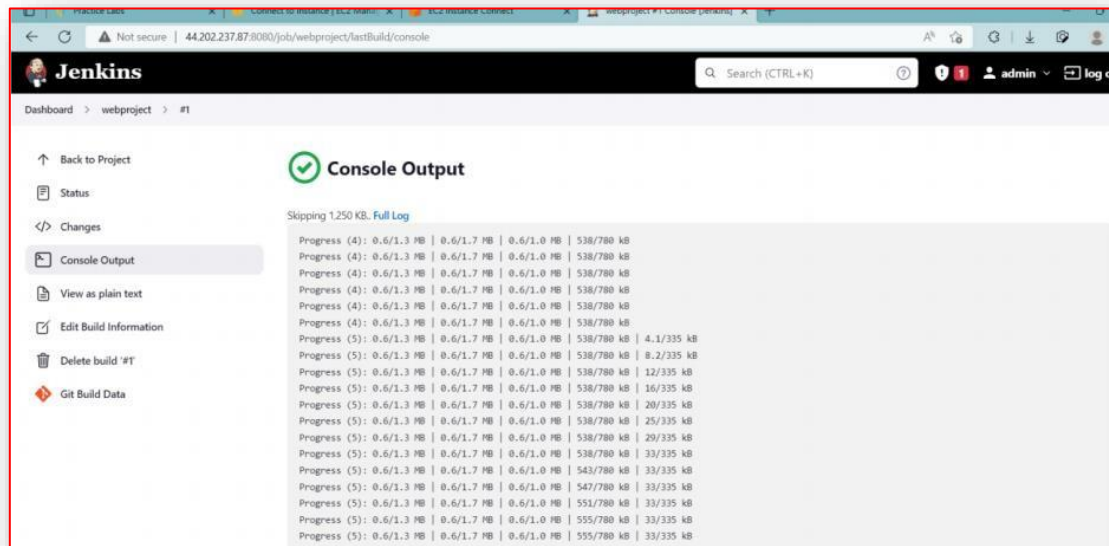 Practice Labs
Connect to instance | EC2 Manag
EC2 Instance Connect
webproject #1 Console [Jenkins]
Not secure | 44.202.237.87:8080/job/webproject/lastBuild/console
Jenkins
Search (CTRL+K)
1
admin
log o
Dashboard > webproject > #1
Back to Project
Status
Changes
Console Output
View as plain text
Edit Build Information
Delete build '#1'
Git Build Data
Console Output
Skipping 1,250 KB.. Full Log
Progress (4): 0.6/1.3 MB | 0.6/1.7 MB | 0.6/1.0 MB | 538/780 kB
Progress (4): 0.6/1.3 MB | 0.6/1.7 MB | 0.6/1.0 MB | 538/780 kB
Progress (4): 0.6/1.3 MB | 0.6/1.7 MB | 0.6/1.0 MB | 538/780 kB
Progress (4): 0.6/1.3 MB | 0.6/1.7 MB | 0.6/1.0 MB | 538/780 kB
Progress (4): 0.6/1.3 MB | 0.6/1.7 MB | 0.6/1.0 MB | 538/780 kB
Progress (4): 0.6/1.3 MB | 0.6/1.7 MB | 0.6/1.0 MB | 538/780 kB
Progress (5): 0.6/1.3 MB | 0.6/1.7 MB | 0.6/1.0 MB | 538/780 kB | 4.1/335 kB
Progress (5): 0.6/1.3 MB | 0.6/1.7 MB | 0.6/1.0 MB | 538/780 kB | 8.2/335 kB
Progress (5): 0.6/1.3 MB | 0.6/1.7 MB | 0.6/1.0 MB | 538/780 kB | 12/335 kB
Progress (5): 0.6/1.3 MB | 0.6/1.7 MB | 0.6/1.0 MB | 538/780 kB | 16/335 kB
Progress (5): 0.6/1.3 MB | 0.6/1.7 MB | 0.6/1.0 MB | 538/780 kB | 20/335 kB
Progress (5): 0.6/1.3 MB | 0.6/1.7 MB | 0.6/1.0 MB | 538/780 kB | 25/335 kB
Progress (5): 0.6/1.3 MB | 0.6/1.7 MB | 0.6/1.0 MB | 538/780 kB | 29/335 kB
Progress (5): 0.6/1.3 MB | 0.6/1.7 MB | 0.6/1.0 MB | 538/780 kB | 33/335 kB
Progress (5): 0.6/1.3 MB | 0.6/1.7 MB | 0.6/1.0 MB | 543/780 kB | 33/335 kB
Progress (5): 0.6/1.3 MB | 0.6/1.7 MB | 0.6/1.0 MB | 547/780 kB | 33/335 kB
Progress (5): 0.6/1.3 MB | 0.6/1.7 MB | 0.6/1.0 MB | 551/780 kB | 33/335 kB
Progress (5): 0.6/1.3 MB | 0.6/1.7 MB | 0.6/1.0 MB | 555/780 kB | 33/335 kB
Progress (5): 0.6/1.3 MB | 0.6/1.7 MB | 0.6/1.0 MB | 555/780 kB | 33/335 kB